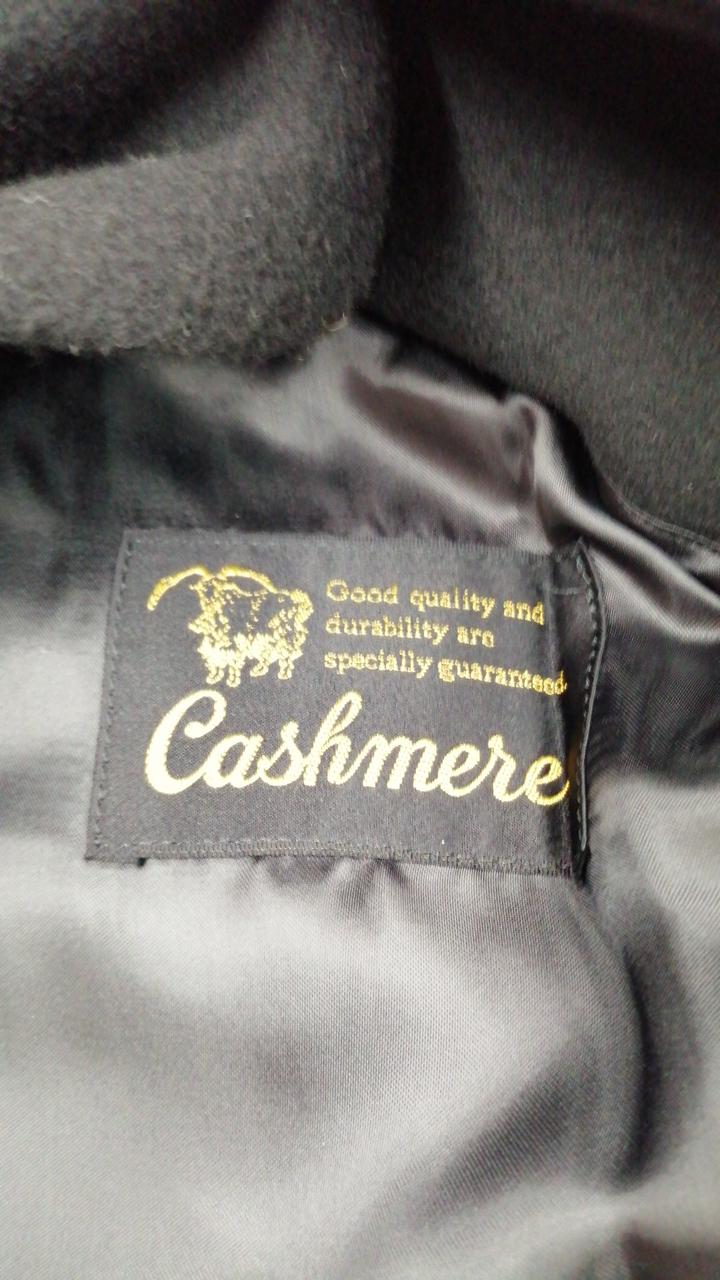 Good quality and
durability are
specially guaranteed.
Cashmere